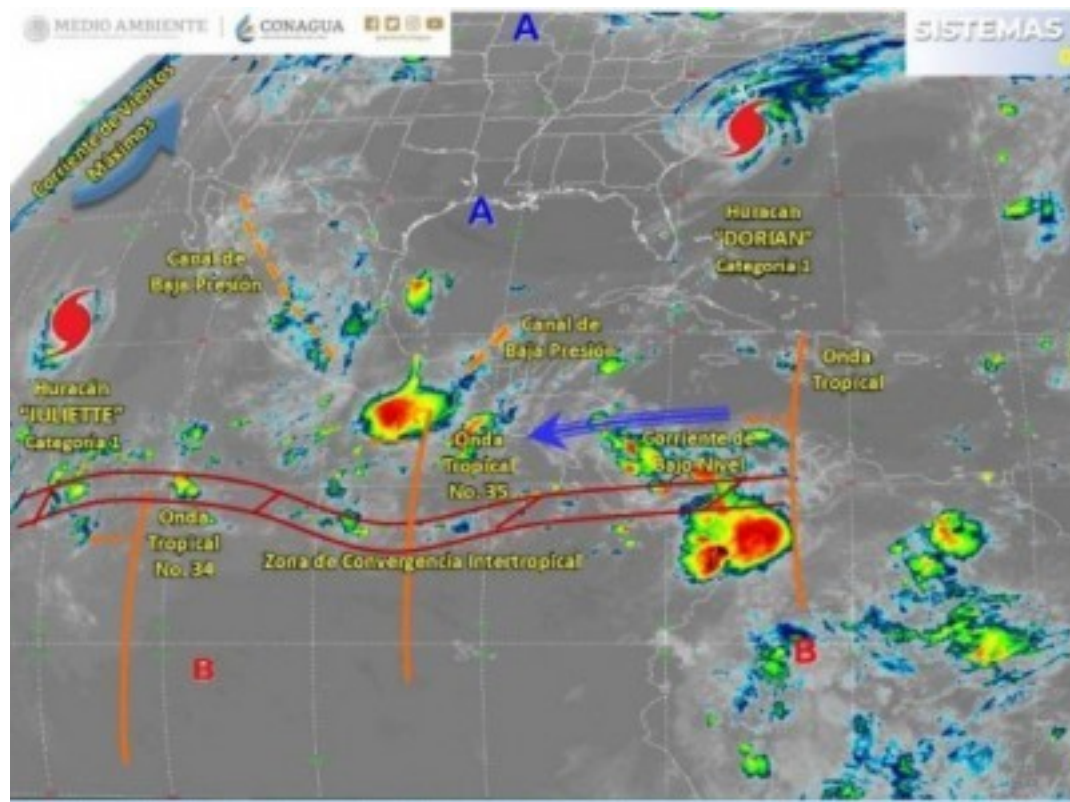 MEDIO AMBIENTE
CONAGUA
SISTEMAS
A
Corriente de Vientos
Máximos
A
Huracán
"DORIAN"
Categoría 1
Canal de
Baja Presión
Canal de
Baja Presión
Onda
Tropical
Huracán
"JULIETTE"
Categoría 1
Onda
Tropical
No. 35
Corriente de
Bajo Nivel
Onda
Tropical
No. 34
Zona de Convergencia Intertropical
B
B